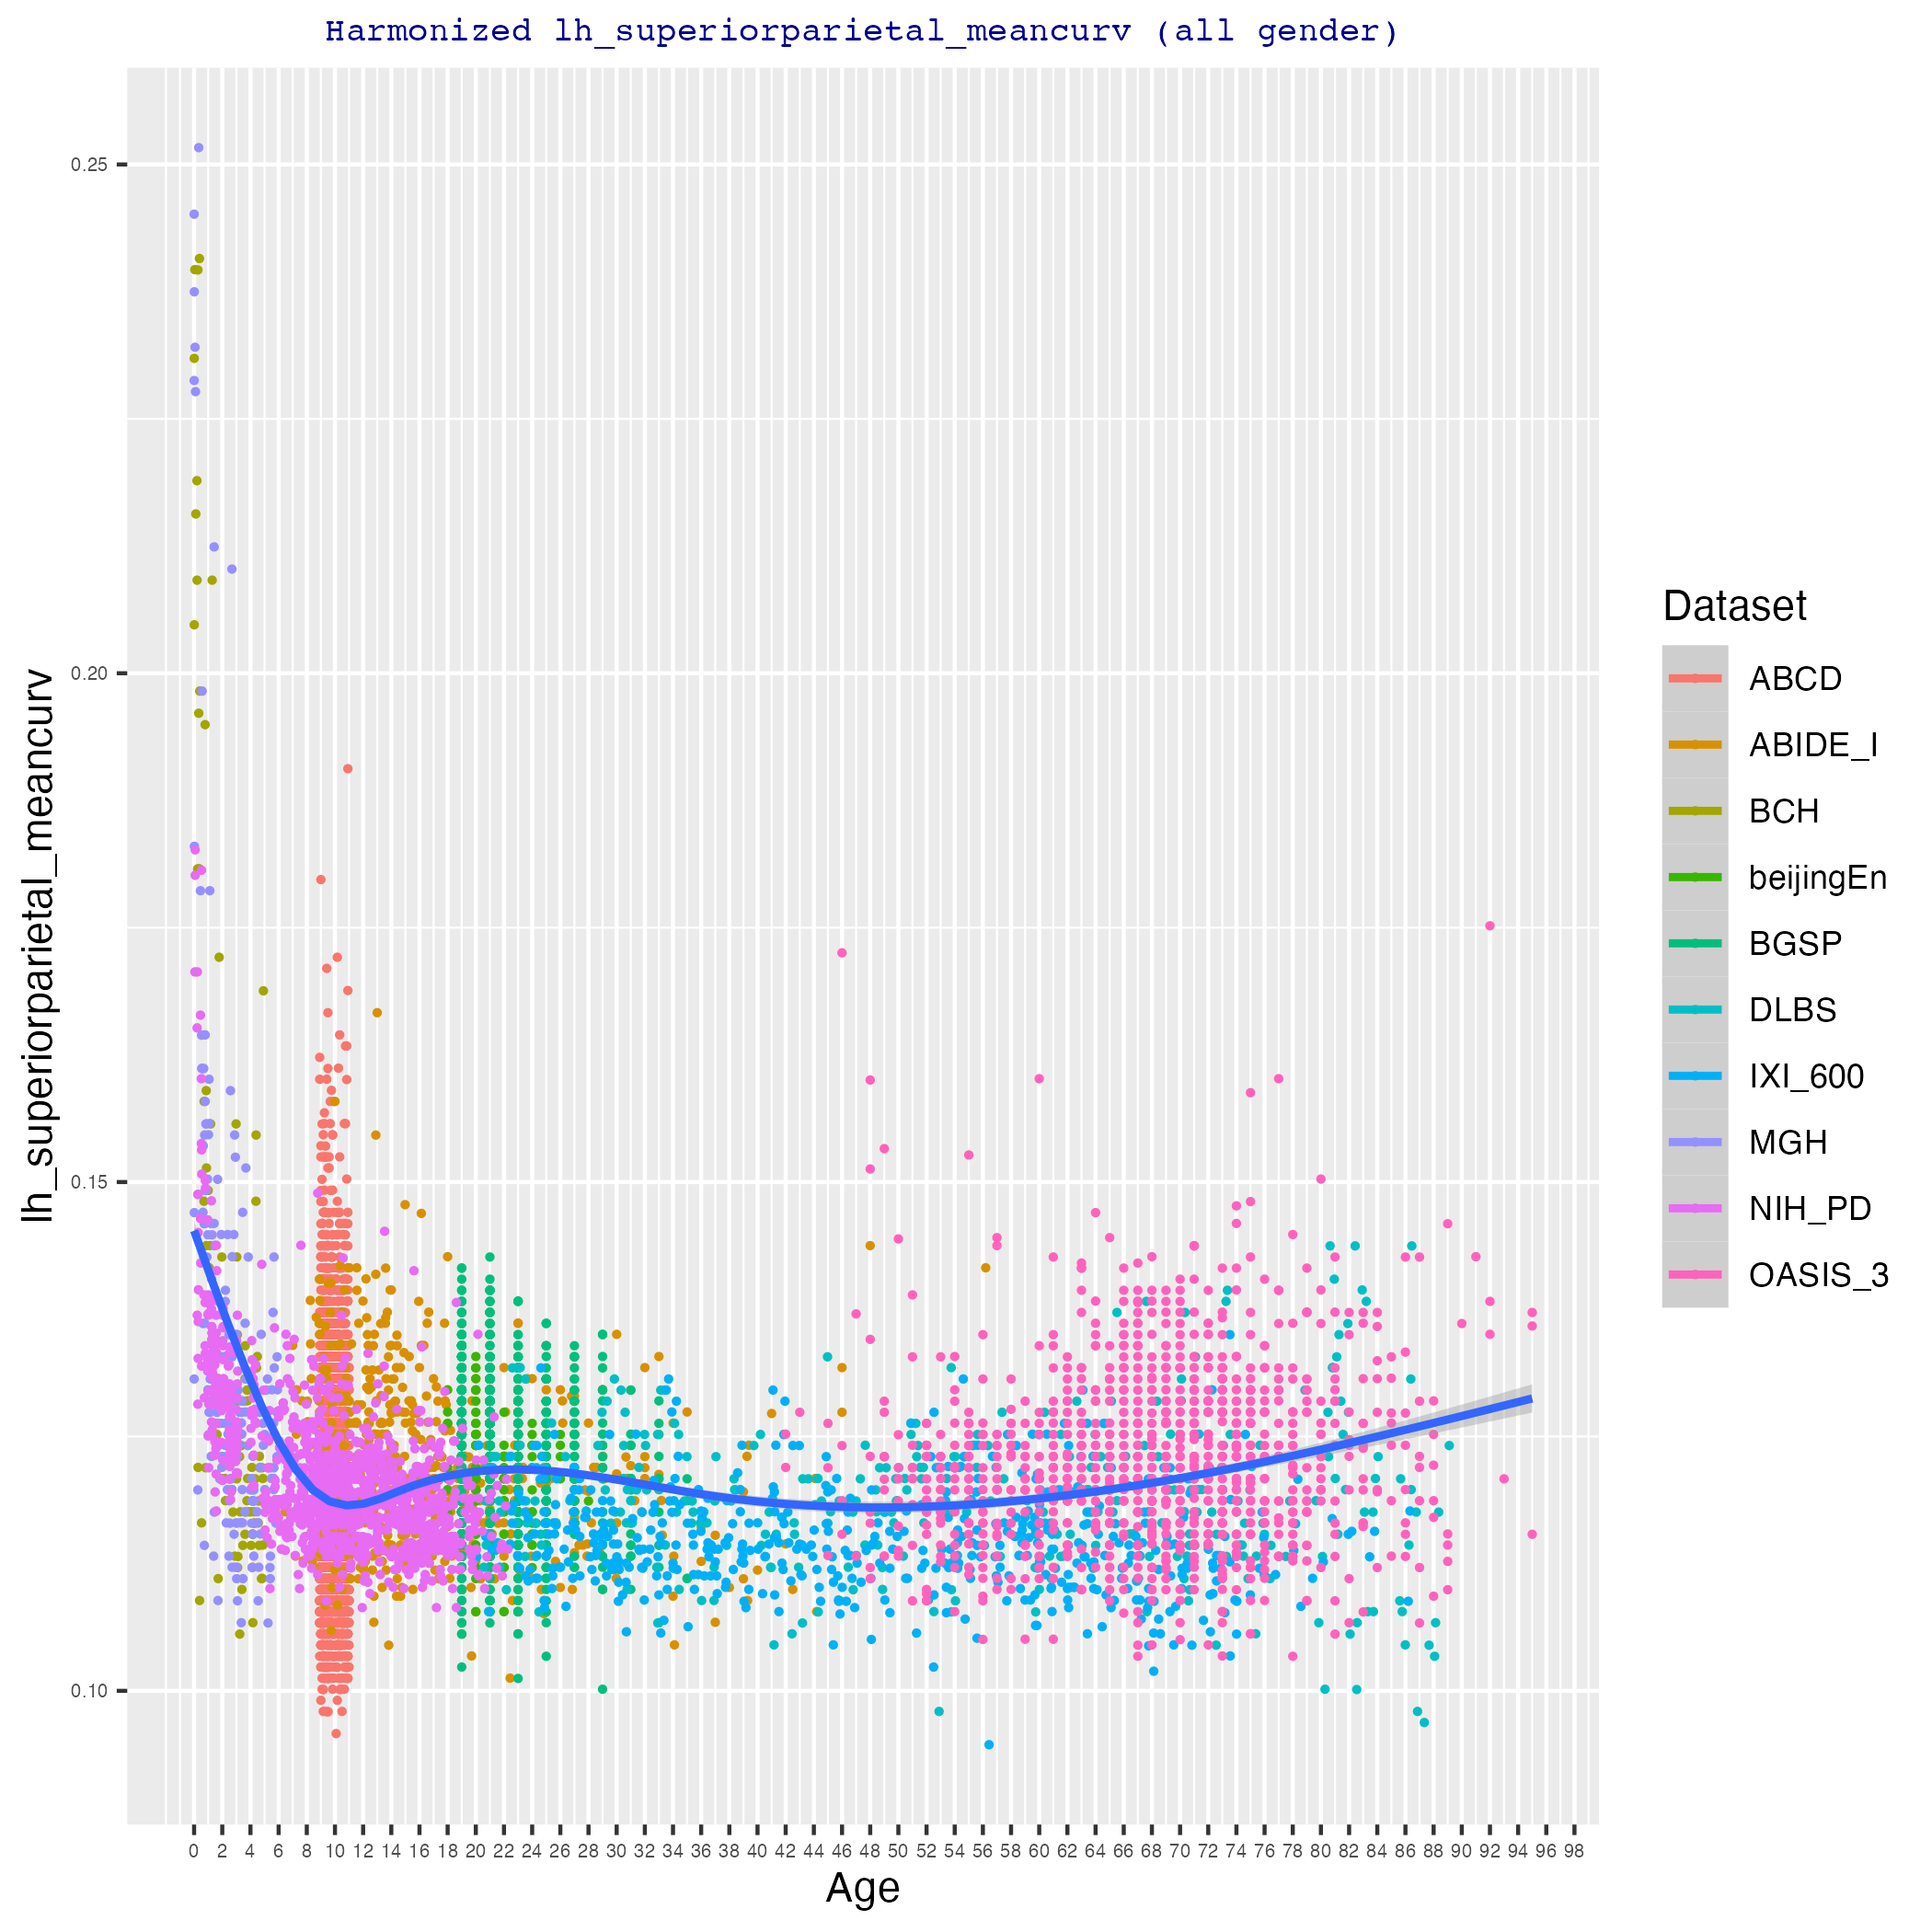 Harmonized lh_superiorparietal_meancurv (all gender)
lh_superiorparietal_meancurv
0.25
0.20
0.15
0.10
0 2 4 6 8 10 12 14 16 18 20 22 24 26 28 30 32 34 36 38 40 42 44 46 48 50 52 54 56 58 60 62 64 66 68 70 72 74 76 78 80 82 84 86 88 90 92 94 96 98
Age
Dataset
ABCD
ABIDE_I
BCH
beijingEn
BGSP
DLBS
IXI_600
MGH
NIH_PD
OASIS_3